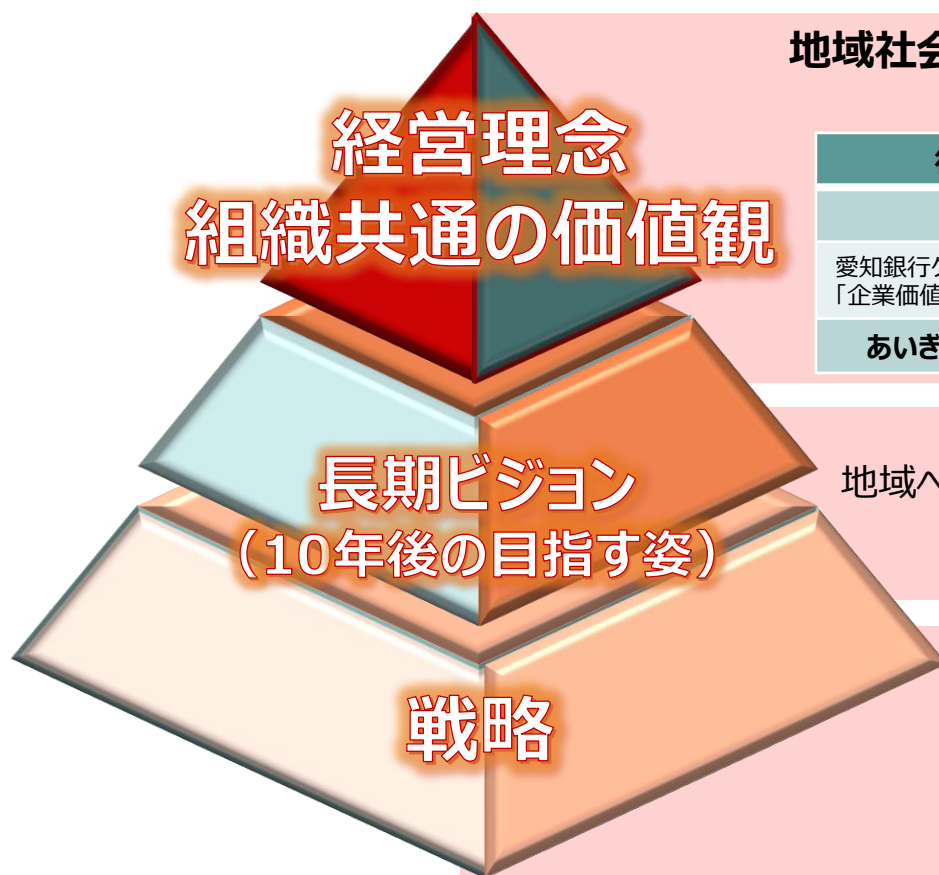 地域社会
経営理念
組織共通の価値観
愛知銀行
「企業価値
あいぎ
長期ビジョン
(10年後の目指す姿)
地域へ
戦略